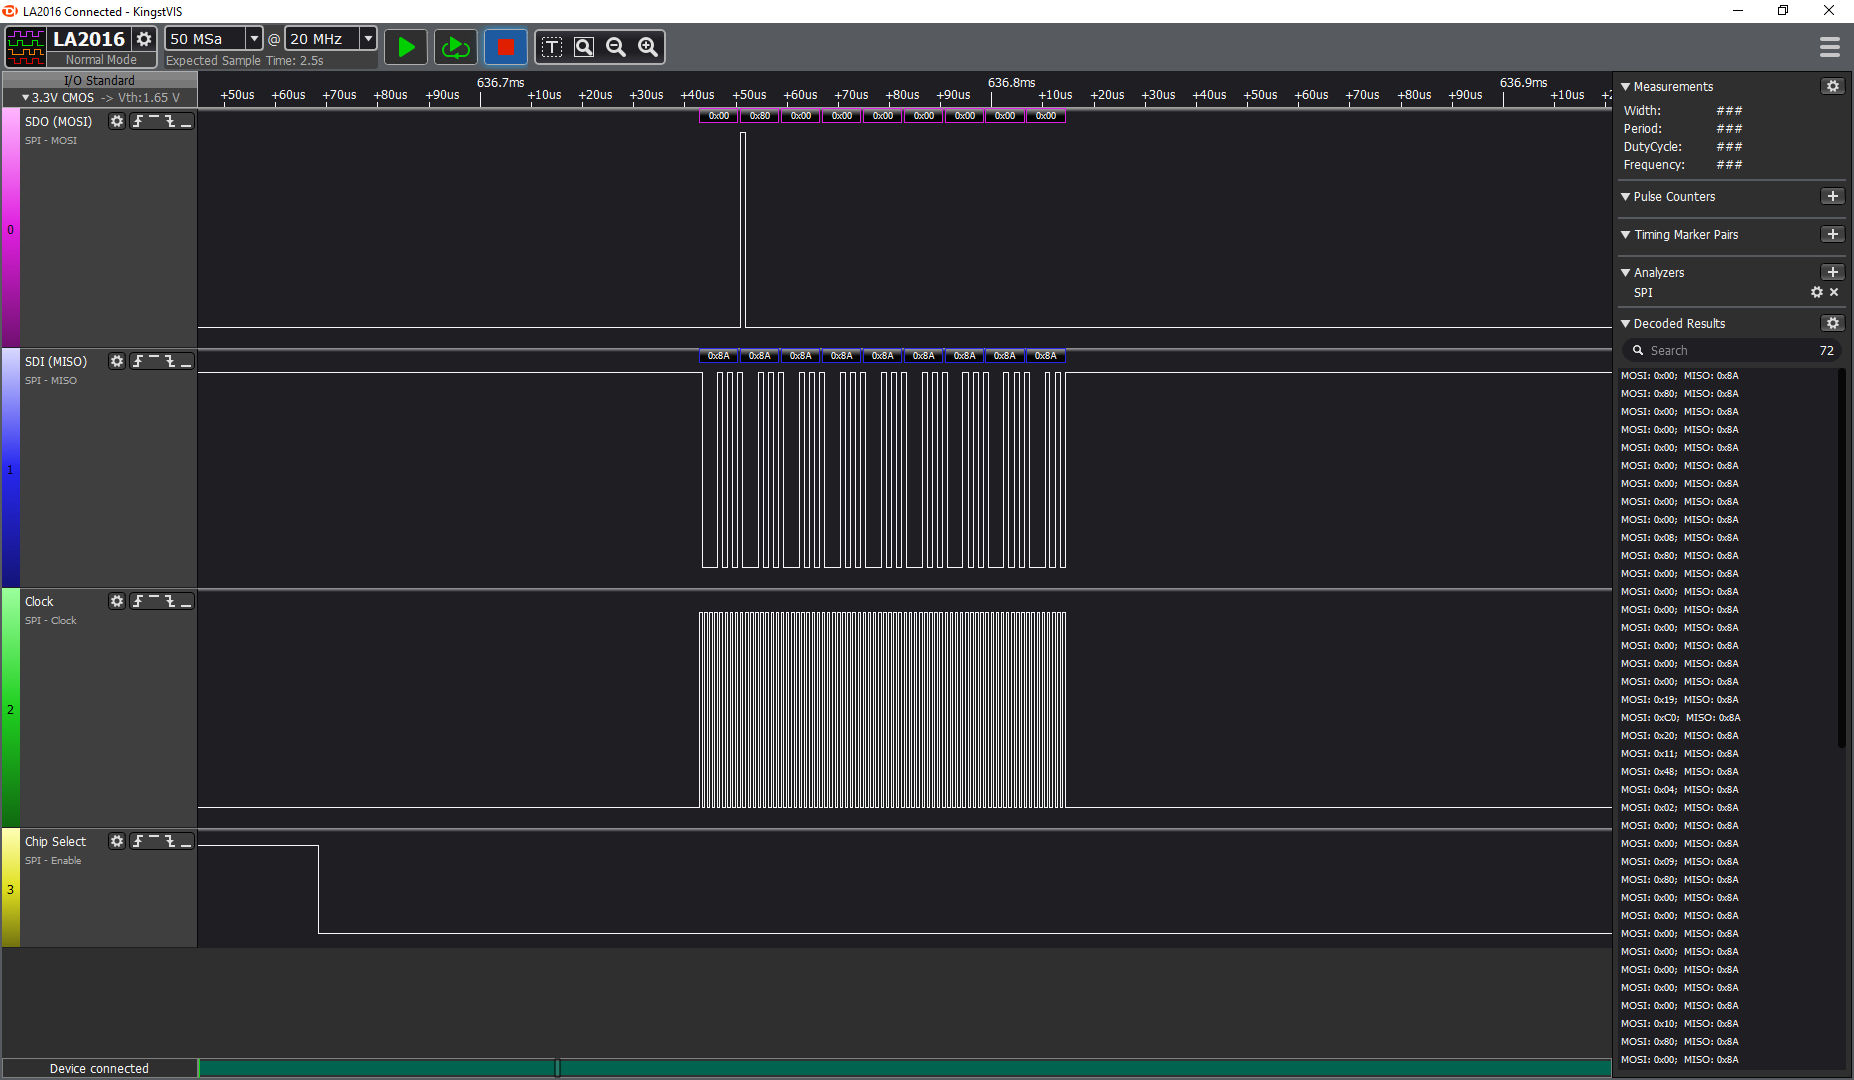 LA2016 Connected - KingstVIS
LA2016
Normal Mode
50 MSa @ 20 MHz
Expected Sample Time: 2.5s
T
I/O Standard
3.3V CMOS -> Vth:1.65 V
636.7ms 636.8ms 636.9ms
+50us +60us +70us +80us +90us +10us +20us +30us +40us +50us +60us +70us +80us +90us +10us +20us +30us +40us +50us +60us +70us +80us +90us +10us
0
SDO (MOSI)
SPI - MOSI
0x00 0x80 0x00 0x00 0x00 0x00 0x00 0x00 0x00
1
SDI (MISO)
SPI - MISO
0x8A 0x8A 0x8A 0x8A 0x8A 0x8A 0x8A 0x8A 0x8A
2
Clock
SPI - Clock
3
Chip Select
SPI - Enable
Device connected
Measurements
Width: ###
Period: ###
DutyCycle: ###
Frequency: ###
Pulse Counters
Timing Marker Pairs
Analyzers
SPI
Decoded Results
Search 72
MOSI: 0x00; MISO: 0x8A
MOSI: 0x80; MISO: 0x8A
MOSI: 0x00; MISO: 0x8A
MOSI: 0x00; MISO: 0x8A
MOSI: 0x00; MISO: 0x8A
MOSI: 0x00; MISO: 0x8A
MOSI: 0x00; MISO: 0x8A
MOSI: 0x00; MISO: 0x8A
MOSI: 0x00; MISO: 0x8A
MOSI: 0x08; MISO: 0x8A
MOSI: 0x80; MISO: 0x8A
MOSI: 0x00; MISO: 0x8A
MOSI: 0x00; MISO: 0x8A
MOSI: 0x00; MISO: 0x8A
MOSI: 0x00; MISO: 0x8A
MOSI: 0x00; MISO: 0x8A
MOSI: 0x00; MISO: 0x8A
MOSI: 0x00; MISO: 0x8A
MOSI: 0x19; MISO: 0x8A
MOSI: 0xC0; MISO: 0x8A
MOSI: 0x20; MISO: 0x8A
MOSI: 0x11; MISO: 0x8A
MOSI: 0x48; MISO: 0x8A
MOSI: 0x04; MISO: 0x8A
MOSI: 0x02; MISO: 0x8A
MOSI: 0x00; MISO: 0x8A
MOSI: 0x00; MISO: 0x8A
MOSI: 0x09; MISO: 0x8A
MOSI: 0x80; MISO: 0x8A
MOSI: 0x00; MISO: 0x8A
MOSI: 0x00; MISO: 0x8A
MOSI: 0x00; MISO: 0x8A
MOSI: 0x00; MISO: 0x8A
MOSI: 0x00; MISO: 0x8A
MOSI: 0x00; MISO: 0x8A
MOSI: 0x00; MISO: 0x8A
MOSI: 0x10; MISO: 0x8A
MOSI: 0x80; MISO: 0x8A
MOSI: 0x00; MISO: 0x8A